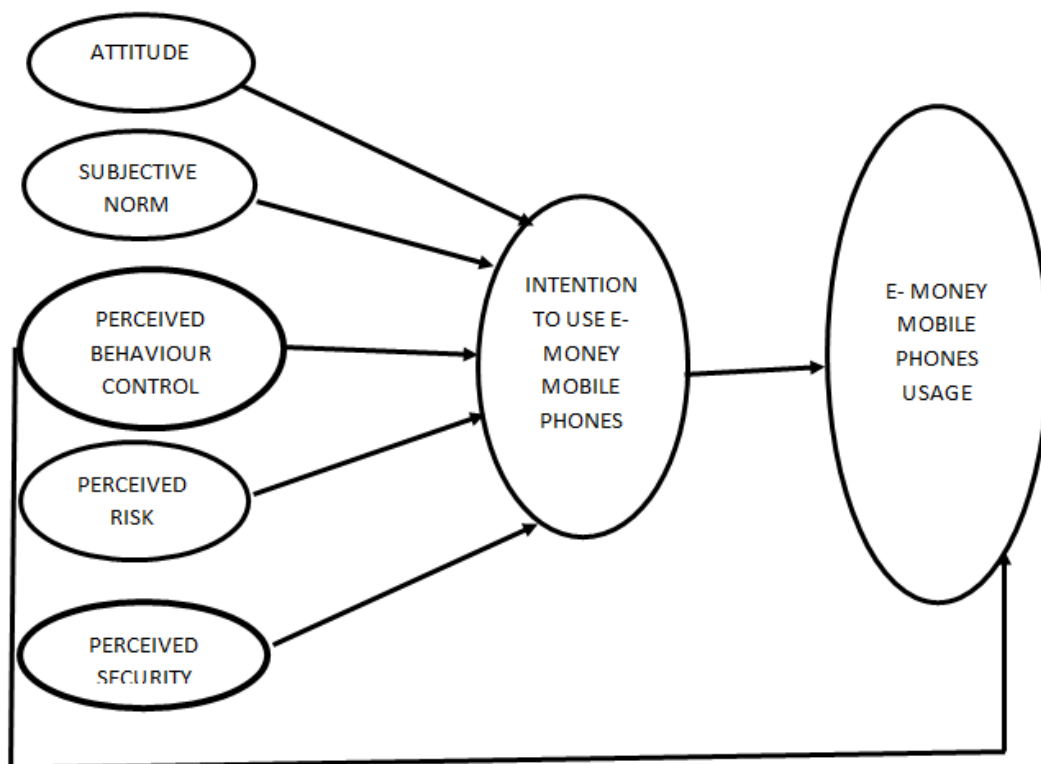 ATTITUDE
SUBJECTIVE
NORM
PERCEIVED
BEHAVIOUR
CONTROL
PERCEIVED
RISK
PERCEIVED
SECURITY
INTENTION
TO USE E-
MONEY
MOBILE
PHONES
E- MONEY
MOBILE
PHONES
USAGE